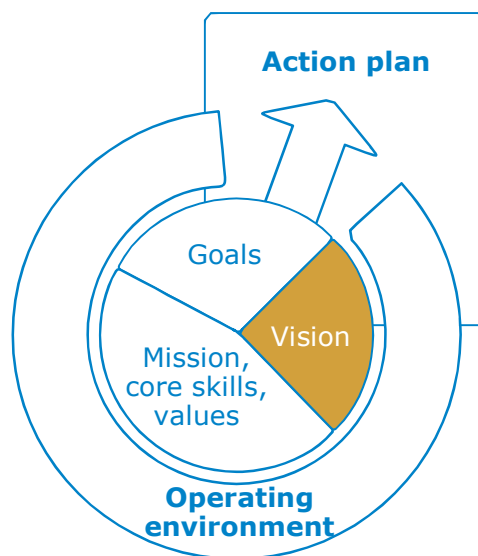 Action plan
Goals
Vision
Mission,
core skills,
values
Operating
environment